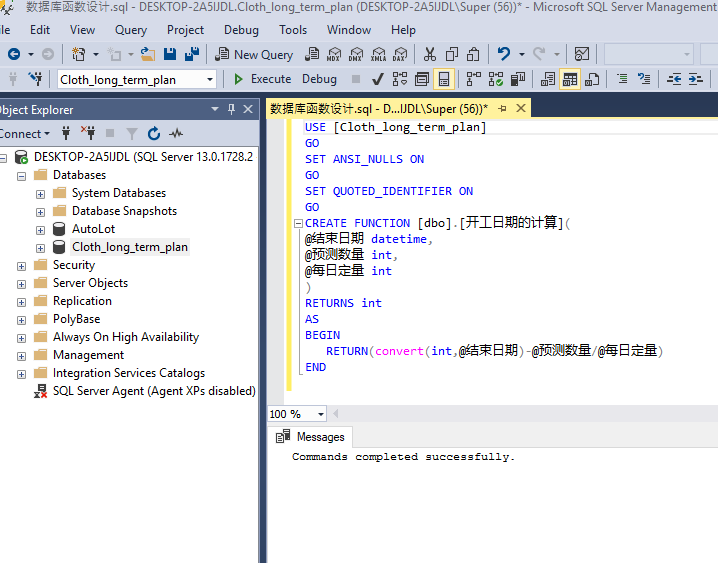 数据库函数设计.sql - DESKTOP-2A5IJDL.Cloth_long_term_plan (DESKTOP-2A5IJDL\Super (56))* - Microsoft SQL Server Management
Edit View Query Project Debug Tools Window Help
New Query MDX DMX XMLA DAX
Cloth_long_term_plan Execute Debug
Object Explorer
Connect
DESKTOP-2A5IJDL (SQL Server 13.0.1728.2
Databases
System Databases
Database Snapshots
AutoLot
Cloth_long_term_plan
Security
Server Objects
Replication
PolyBase
Always On High Availability
Management
Integration Services Catalogs
SQL Server Agent (Agent XPs disabled)
数据库函数设计.sql - D...IJDL\Super (56))*
USE [Cloth_long_term_plan]
GO
SET ANSI_NULLS ON
GO
SET QUOTED_IDENTIFIER ON
GO
CREATE FUNCTION [dbo].[开工日期的计算](
@结束日期 datetime,
@预测数量 int,
@每日定量 int
)
RETURNS int
AS
BEGIN
RETURN(convert(int,@结束日期)-@预测数量/@每日定量)
END
100 %
Messages
Commands completed successfully.